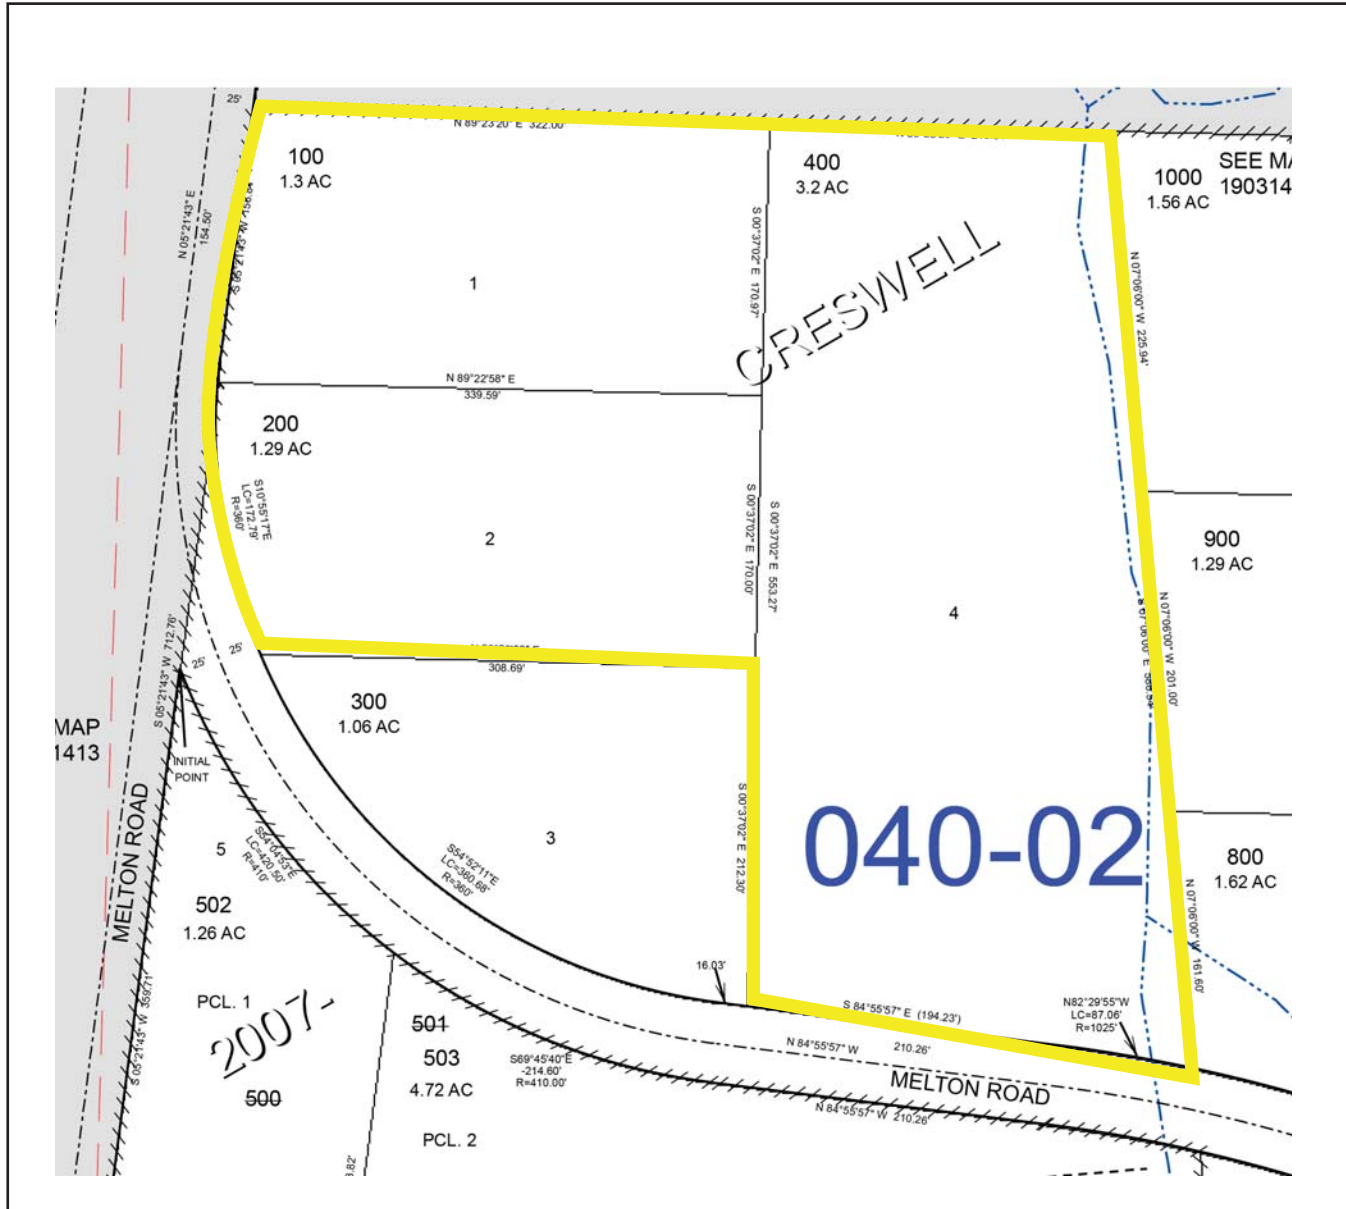 25'
N 89°23'20" E 322.00'
100
1.3 AC
400
3.2 AC
1000
1.56 AC
SEE MA
190314
N 05°21'43" E
154.50'
S 05°21'43" W 156.84'
S 00°37'02" E 170.97'
CRESWELL
N 07°06'00" W 225.94'
1
N 89°22'58" E
339.59'
200
1.29 AC
S10°55'17"E
LC=172.79'
R=360'
2
S 00°37'02" E 170.00'
S 00°37'02" E 553.27'
900
1.29 AC
4
N 07°06'00" W 201.00'
25'
25'
308.69'
S 05°21'43" W 712.76'
300
1.06 AC
MAP
1413
INITIAL
POINT
MELTON ROAD
5
S54°04'53"E
LC=420.50'
R=410'
3
S54°52'11"E
LC=360.68'
R=360'
S 00°37'02" E 212.30'
040-02
800
1.62 AC
502
1.26 AC
N 07°06'00" W 161.60'
16.03'
S 05°21'43" W 359.71'
PCL. 1
2007-
500
501
503
4.72 AC
PCL. 2
S69°45'40"E
-214.60'
R=410.00'
S 84°55'57" E (194.23')
N82°29'55"W
LC=87.06'
R=1025'
N 84°55'57" W 210.26'
MELTON ROAD
N 84°55'57" W 210.26'
3.82'